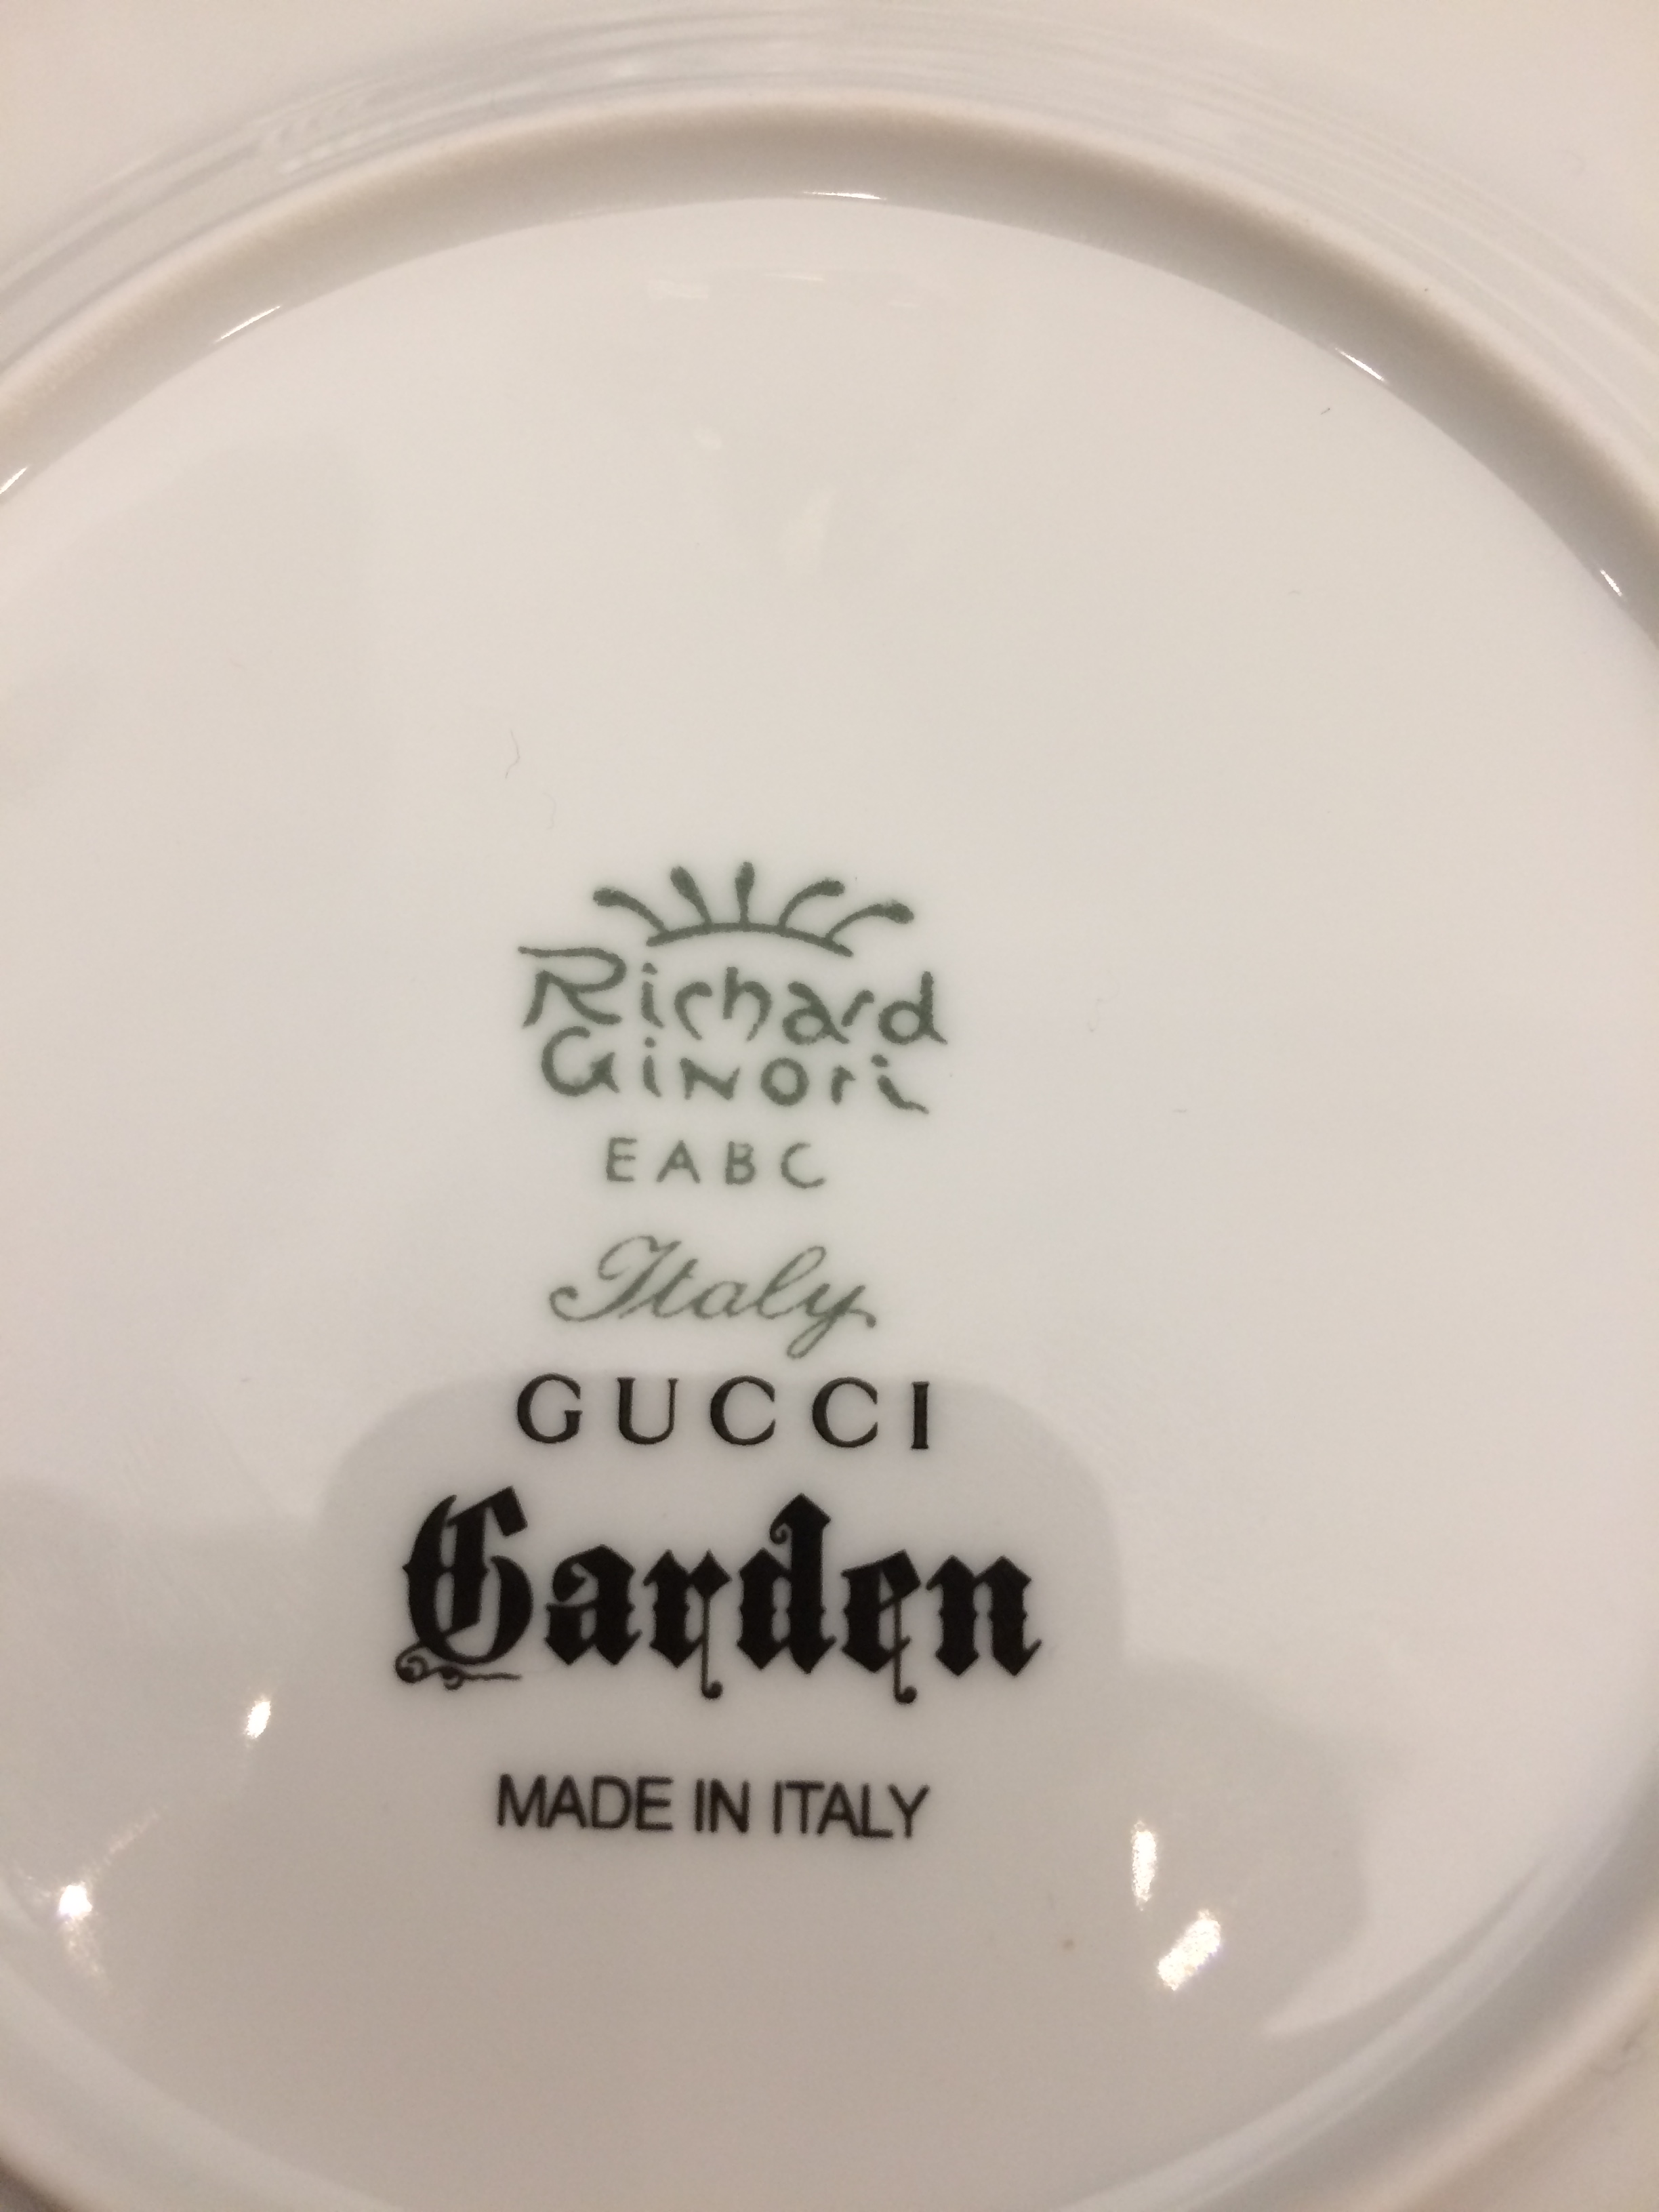 Richard
Ginori
EABC
Italy
GUCCI
Garden
MADE IN ITALY